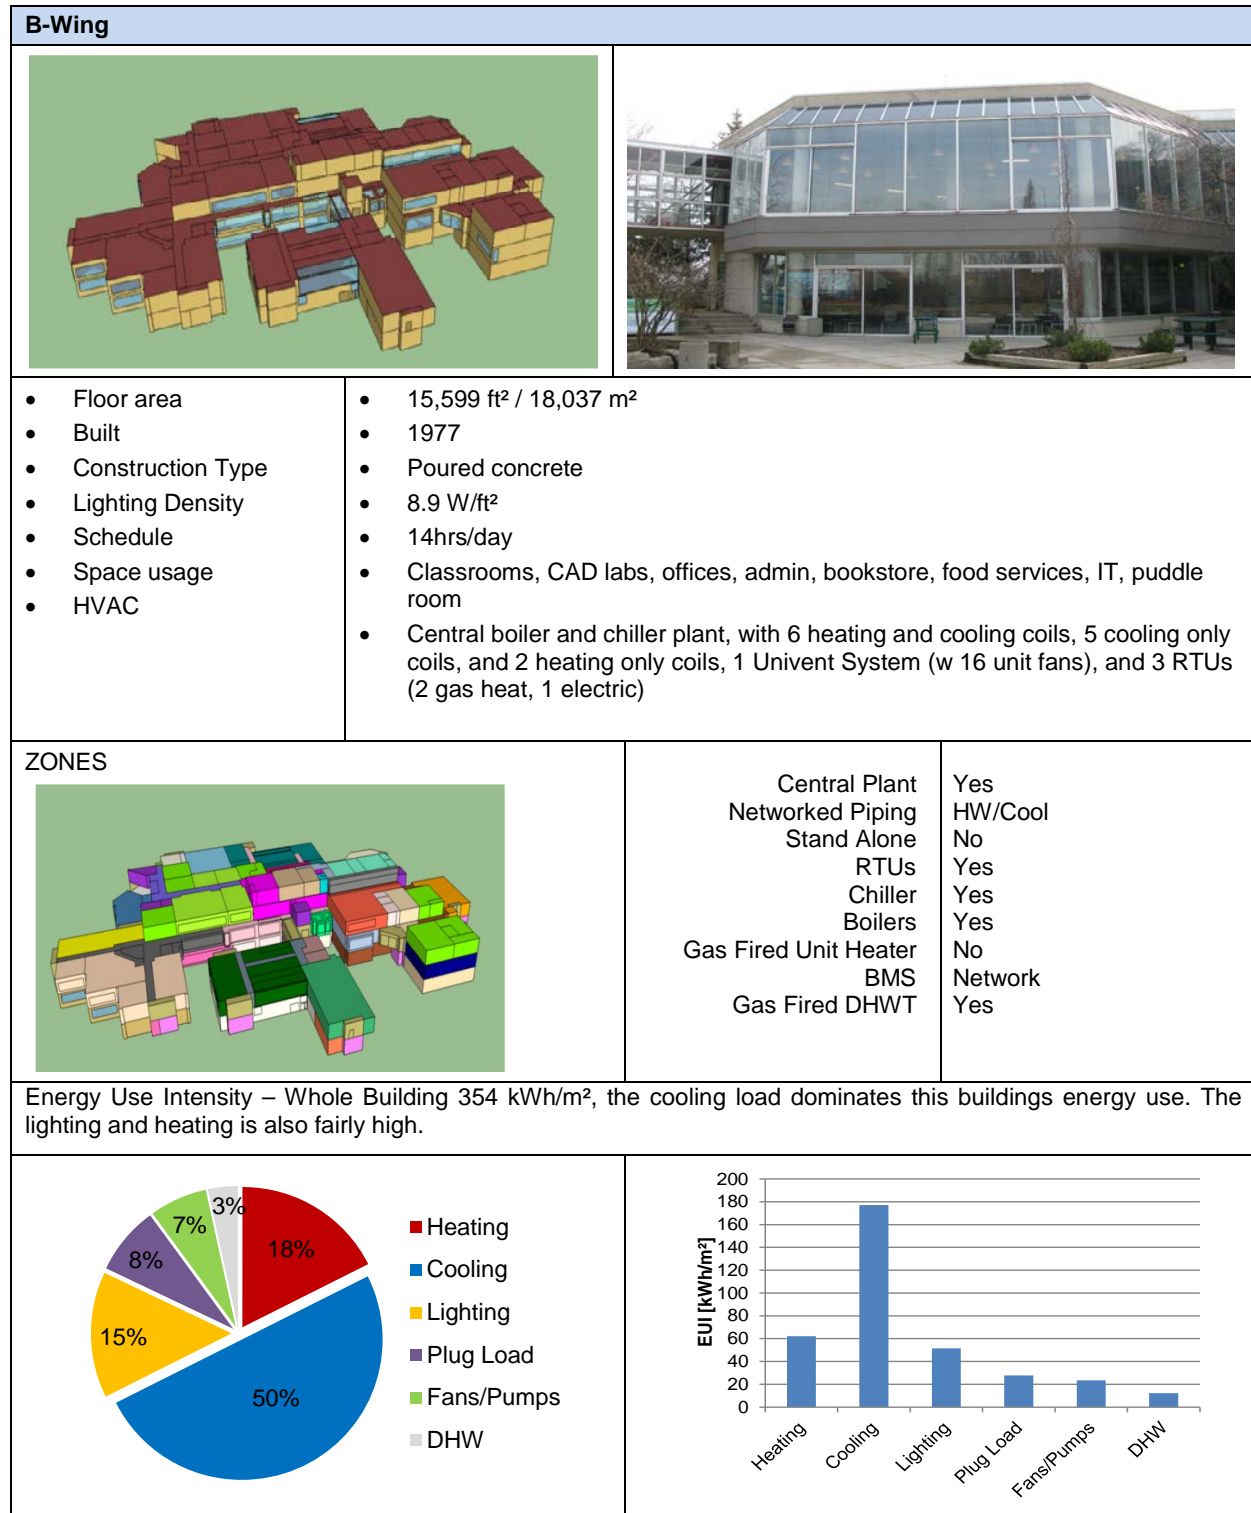 B-Wing
• Floor area
• Built
• Construction Type
• Lighting Density
• Schedule
• Space usage
• HVAC
• 15,599 ft² / 18,037 m²
• 1977
• Poured concrete
• 8.9 W/ft²
• 14hrs/day
• Classrooms, CAD labs, offices, admin, bookstore, food services, IT, puddle
room
• Central boiler and chiller plant, with 6 heating and cooling coils, 5 cooling only
coils, and 2 heating only coils, 1 Univent System (w 16 unit fans), and 3 RTUs
(2 gas heat, 1 electric)
ZONES
Central Plant Yes
Networked Piping HW/Cool
Stand Alone No
RTUs Yes
Chiller Yes
Boilers Yes
Gas Fired Unit Heater No
BMS Network
Gas Fired DHWT Yes
Energy Use Intensity – Whole Building 354 kWh/m², the cooling load dominates this buildings energy use. The
lighting and heating is also fairly high.
3%
7%
8%
18%
15%
50%
Heating
Cooling
Lighting
Plug Load
Fans/Pumps
DHW
EUI [kWh/m²]
200
180
160
140
120
100
80
60
40
20
0
Heating
Cooling
Lighting
Plug Load
Fans/Pumps
DHW